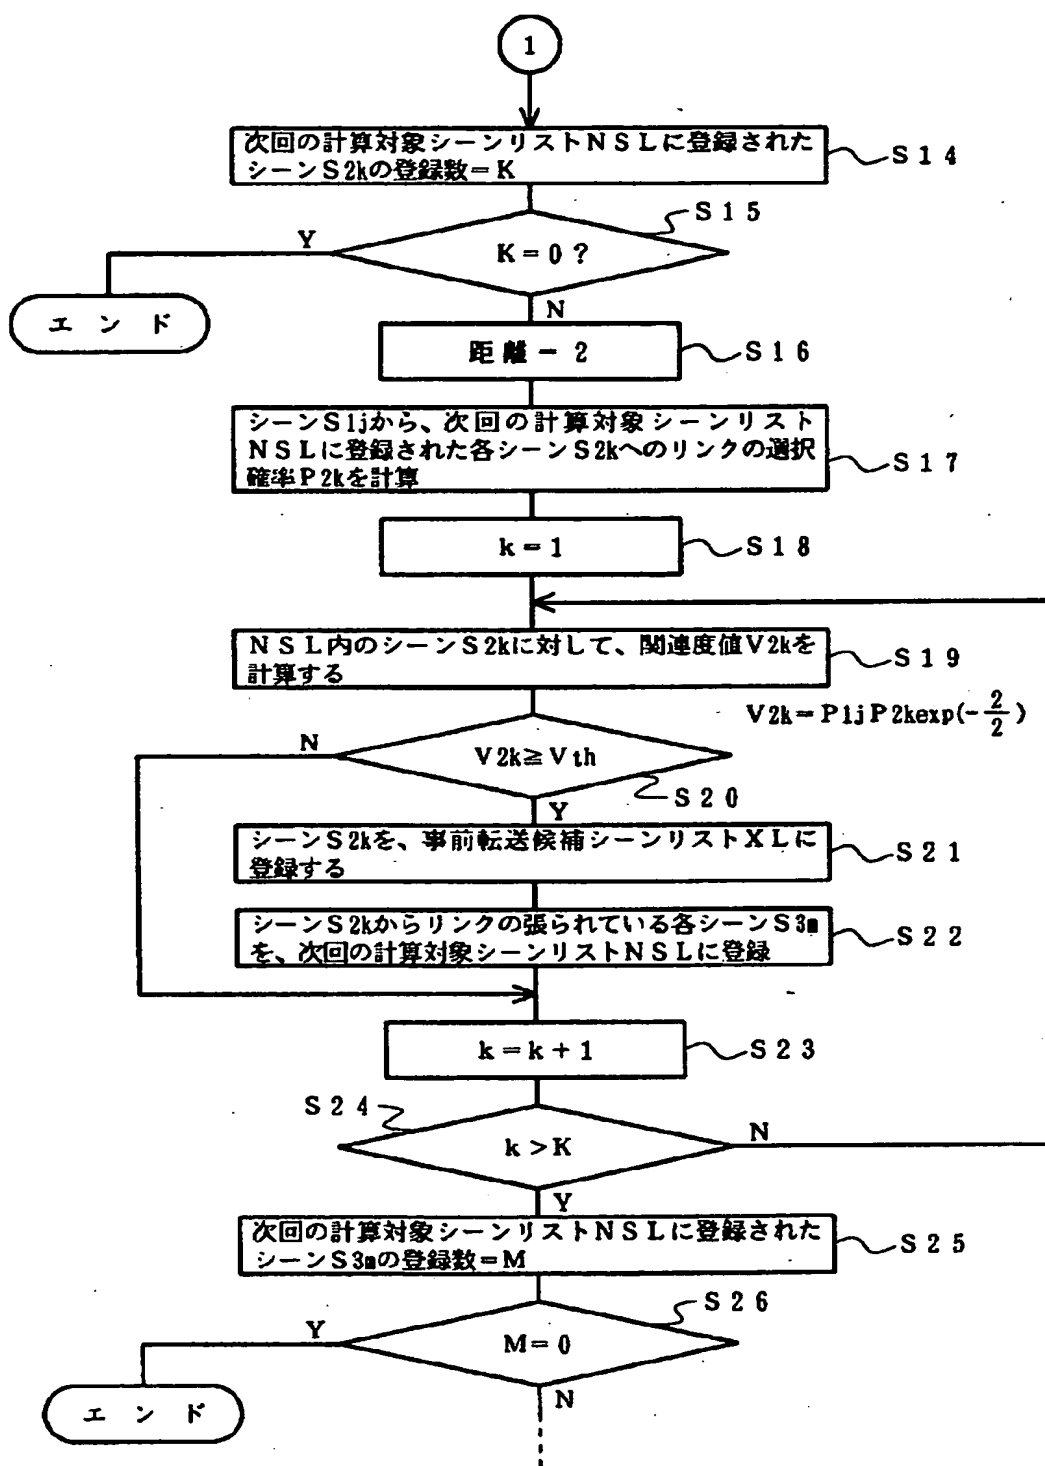 1
次回の計算対象シーンリストNSLに登録された
シーンS2kの登録数=K
S14
S15
K=0?
Y
エンド
N
距離=2
S16
シーンS1jから、次回の計算対象シーンリスト
NSLに登録された各シーンS2kへのリンクの選択
確率P2kを計算
S17
k=1
S18
NSL内のシーンS2kに対して、関連度値V2kを
計算する
S19
V2k=P1jP2kexp(-2/2)
N
V2k≧Vth
S20
Y
シーンS2kを、事前転送候補シーンリストXLに
登録する
S21
シーンS2kからリンクの張られている各シーンS3m
を、次回の計算対象シーンリストNSLに登録
S22
k=k+1
S23
S24
k>K
N
Y
次回の計算対象シーンリストNSLに登録された
シーンS3mの登録数=M
S25
S26
Y
M=0
エンド
N